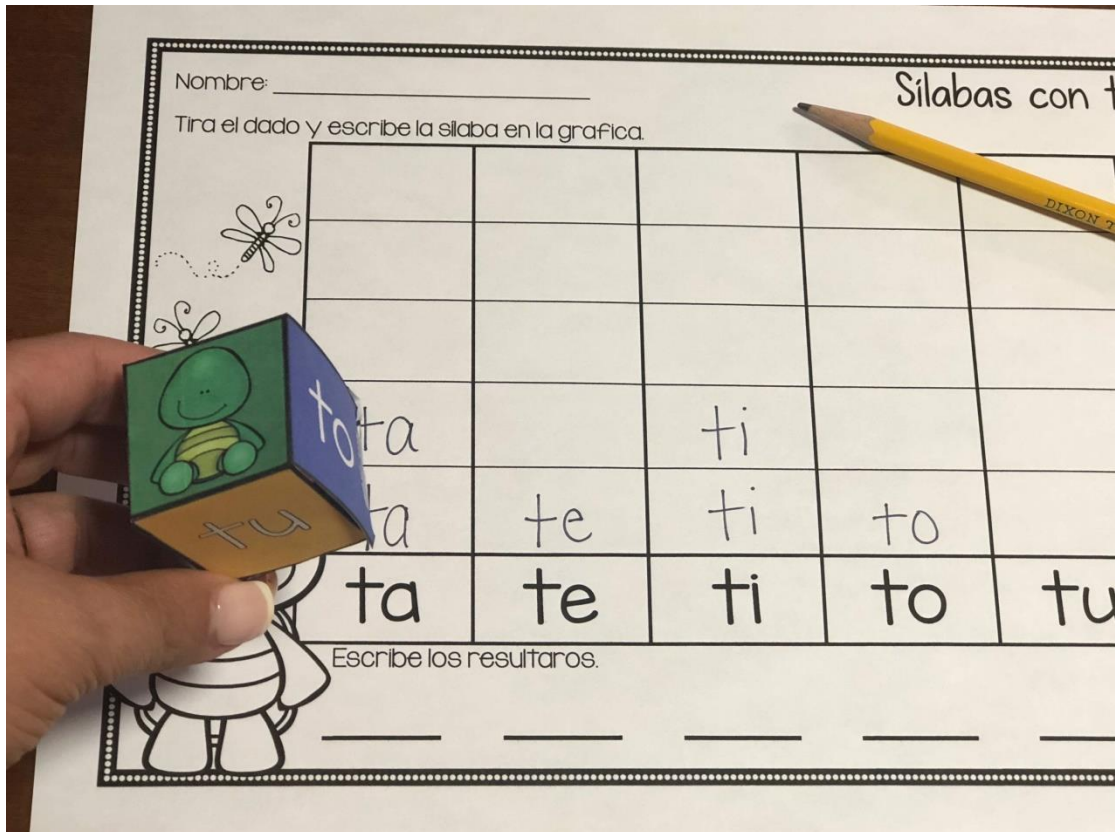 Nombre:
Sílabas con t
Tira el dado y escribe la sílaba en la grafica.
DIXON T
to
tu
ta ti
ta te ti to
ta te ti to tu
Escribe los resultaros.